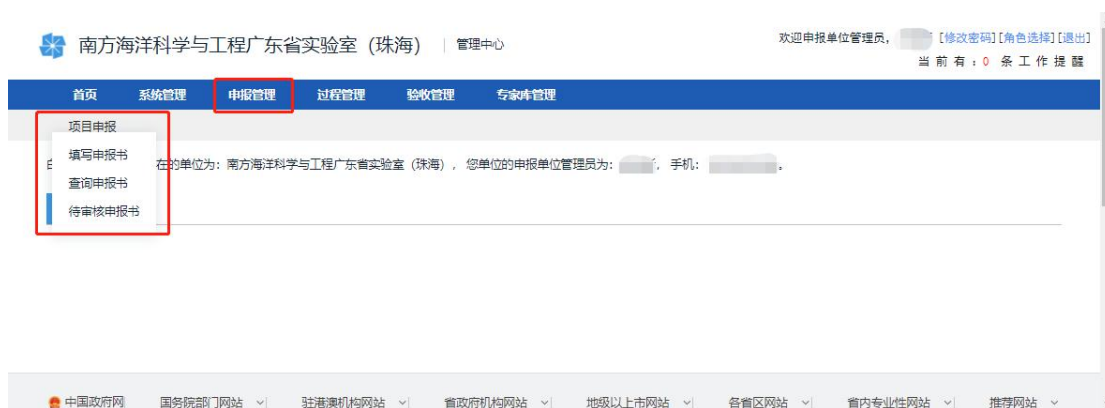 南方海洋科学与工程广东省实验室（珠海） 管理中心
欢迎申报单位管理员， [修改密码][角色选择][退出]
当前有：0 条工作提醒
首页 系统管理 申报管理 过程管理 验收管理 专家库管理
项目申报
填写申报书
在的单位为：南方海洋科学与工程广东省实验室（珠海），您单位的申报单位管理员为： ，手机： 。
查询申报书
待审核申报书
中国政府网 国务院部门网站 驻港澳机构网站 省政府机构网站 地级以上市网站 各省区网站 省内专业性网站 推荐网站